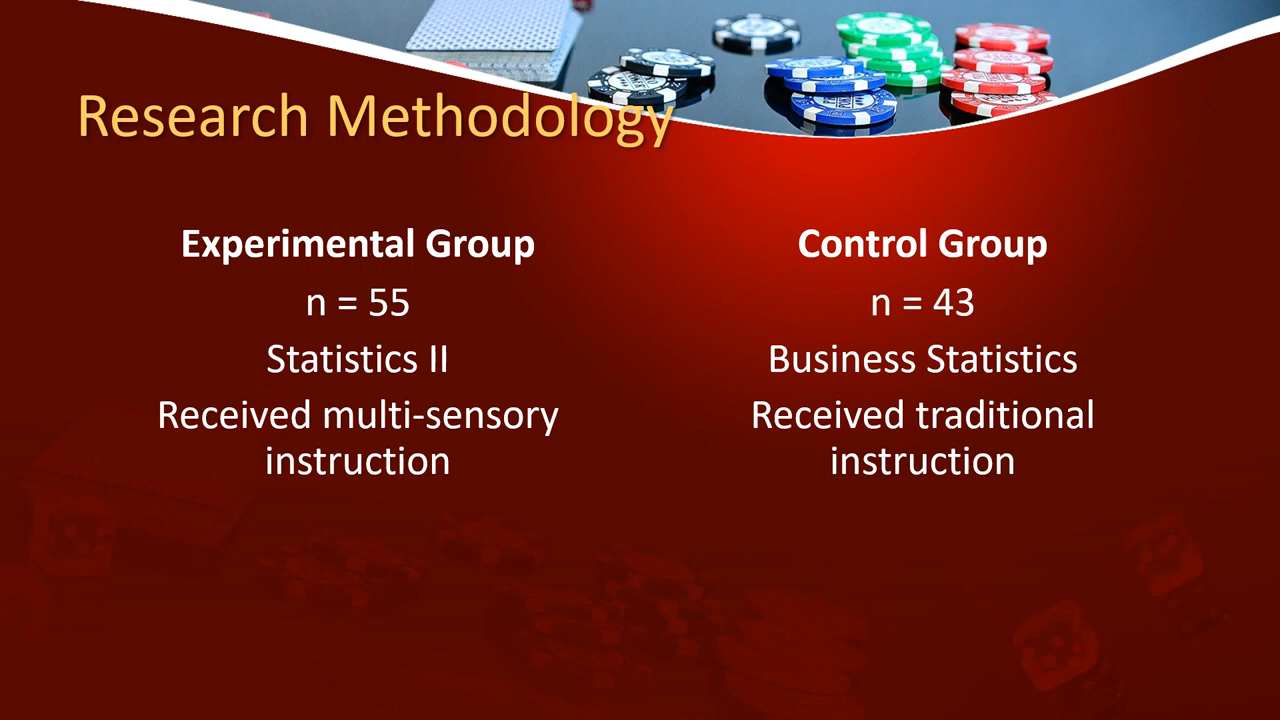 Research Methodology
Experimental Group
n = 55
Statistics II
Received multi-sensory
instruction
Control Group
n = 43
Business Statistics
Received traditional
instruction